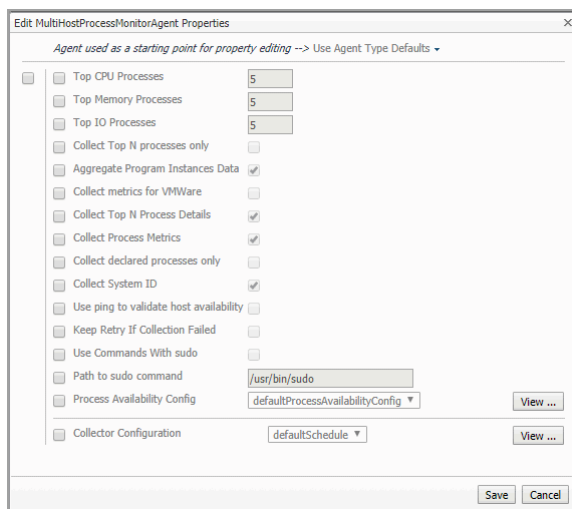 Edit MultiHostProcessMonitorAgent Properties
Agent used as a starting point for property editing --> Use Agent Type Defaults
Top CPU Processes 5
Top Memory Processes 5
Top IO Processes 5
Collect Top N processes only
Aggregate Program Instances Data
Collect metrics for VMWare
Collect Top N Process Details
Collect Process Metrics
Collect declared processes only
Collect System ID
Use ping to validate host availability
Keep Retry If Collection Failed
Use Commands With sudo
Path to sudo command /usr/bin/sudo
Process Availability Config defaultProcessAvailabilityConfig View ...
Collector Configuration defaultSchedule View ...
Save Cancel